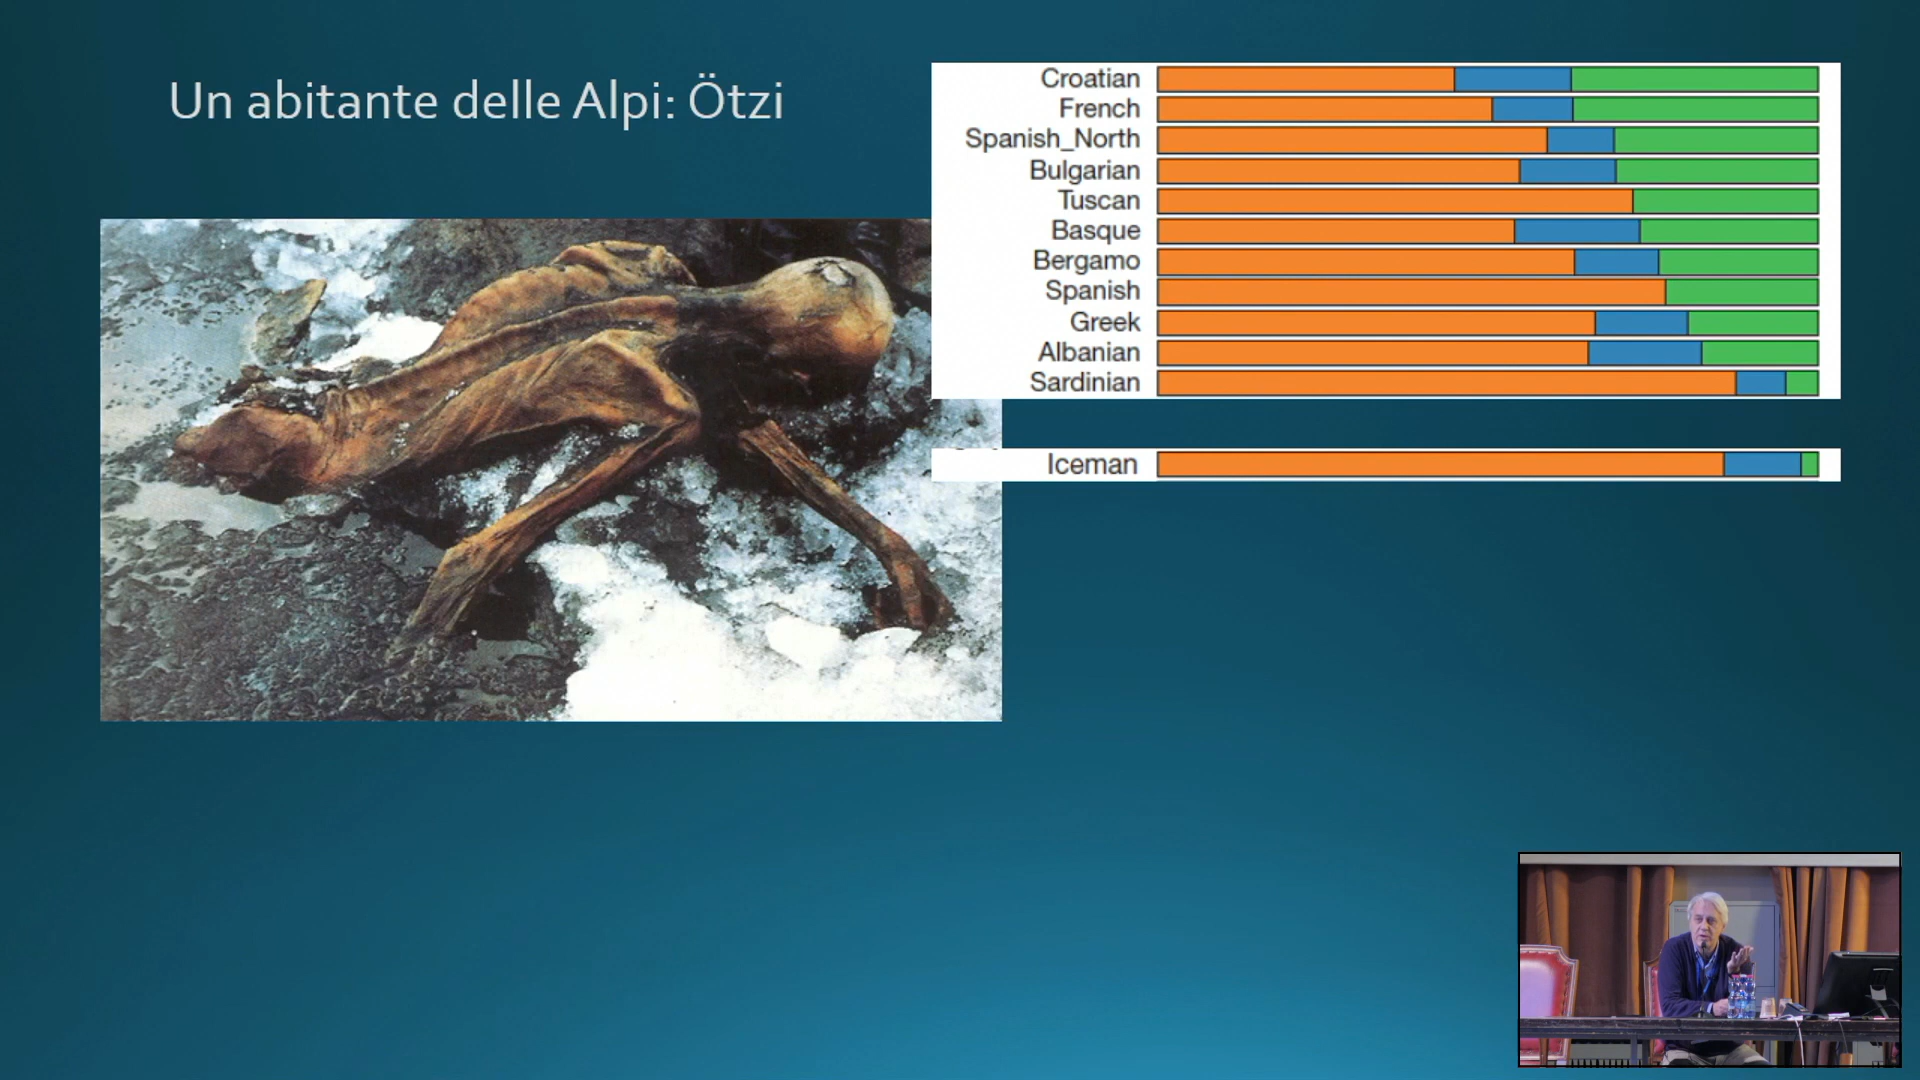 Un abitante delle Alpi: Ötzi
Croatian
French
Spanish_North
Bulgarian
Tuscan
Basque
Bergamo
Spanish
Greek
Albanian
Sardinian
Iceman